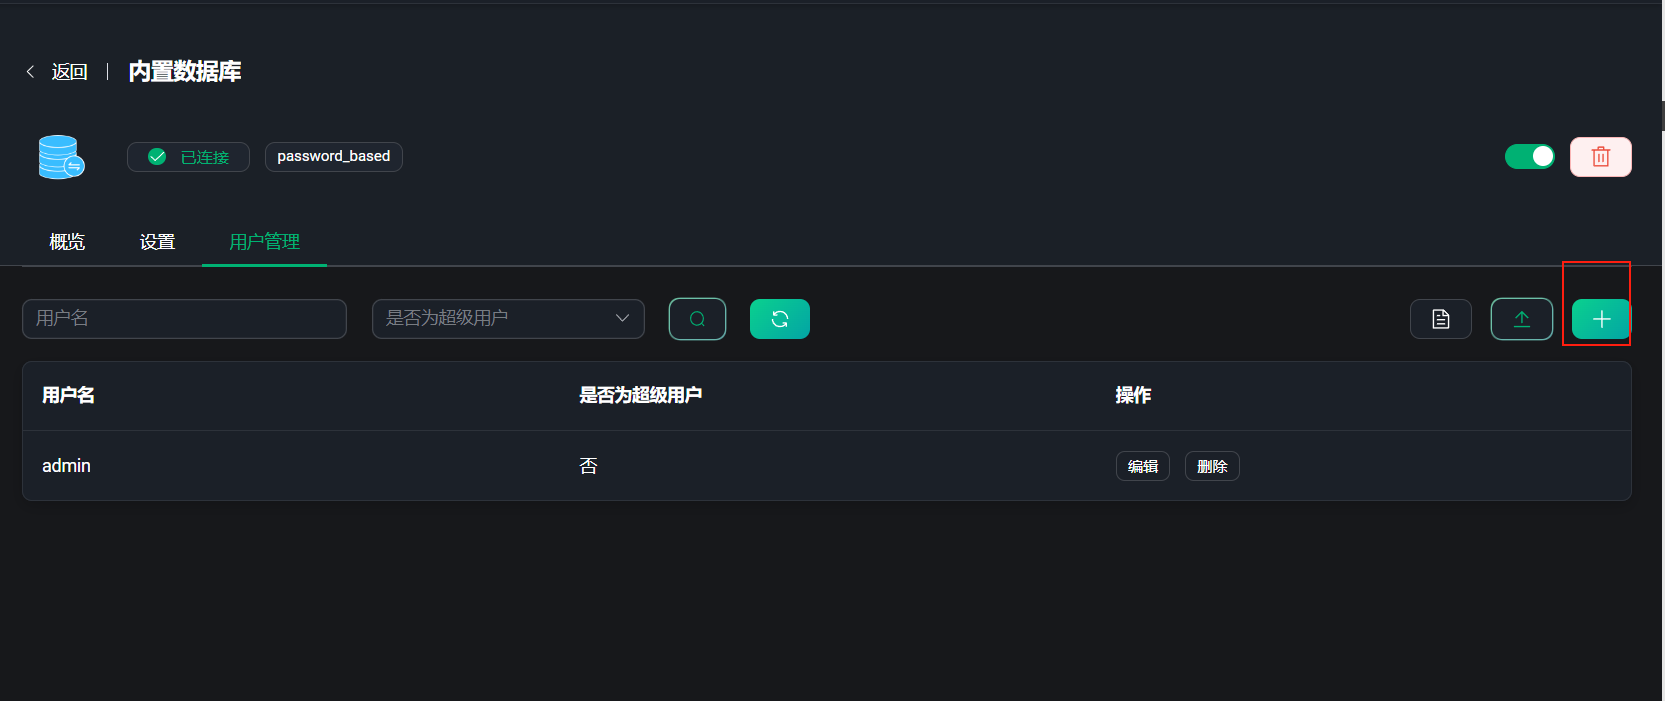 返回 | 内置数据库
已连接 password_based
概览 设置 用户管理
用户名 是否为超级用户
用户名 是否为超级用户 操作
admin 否 编辑 删除